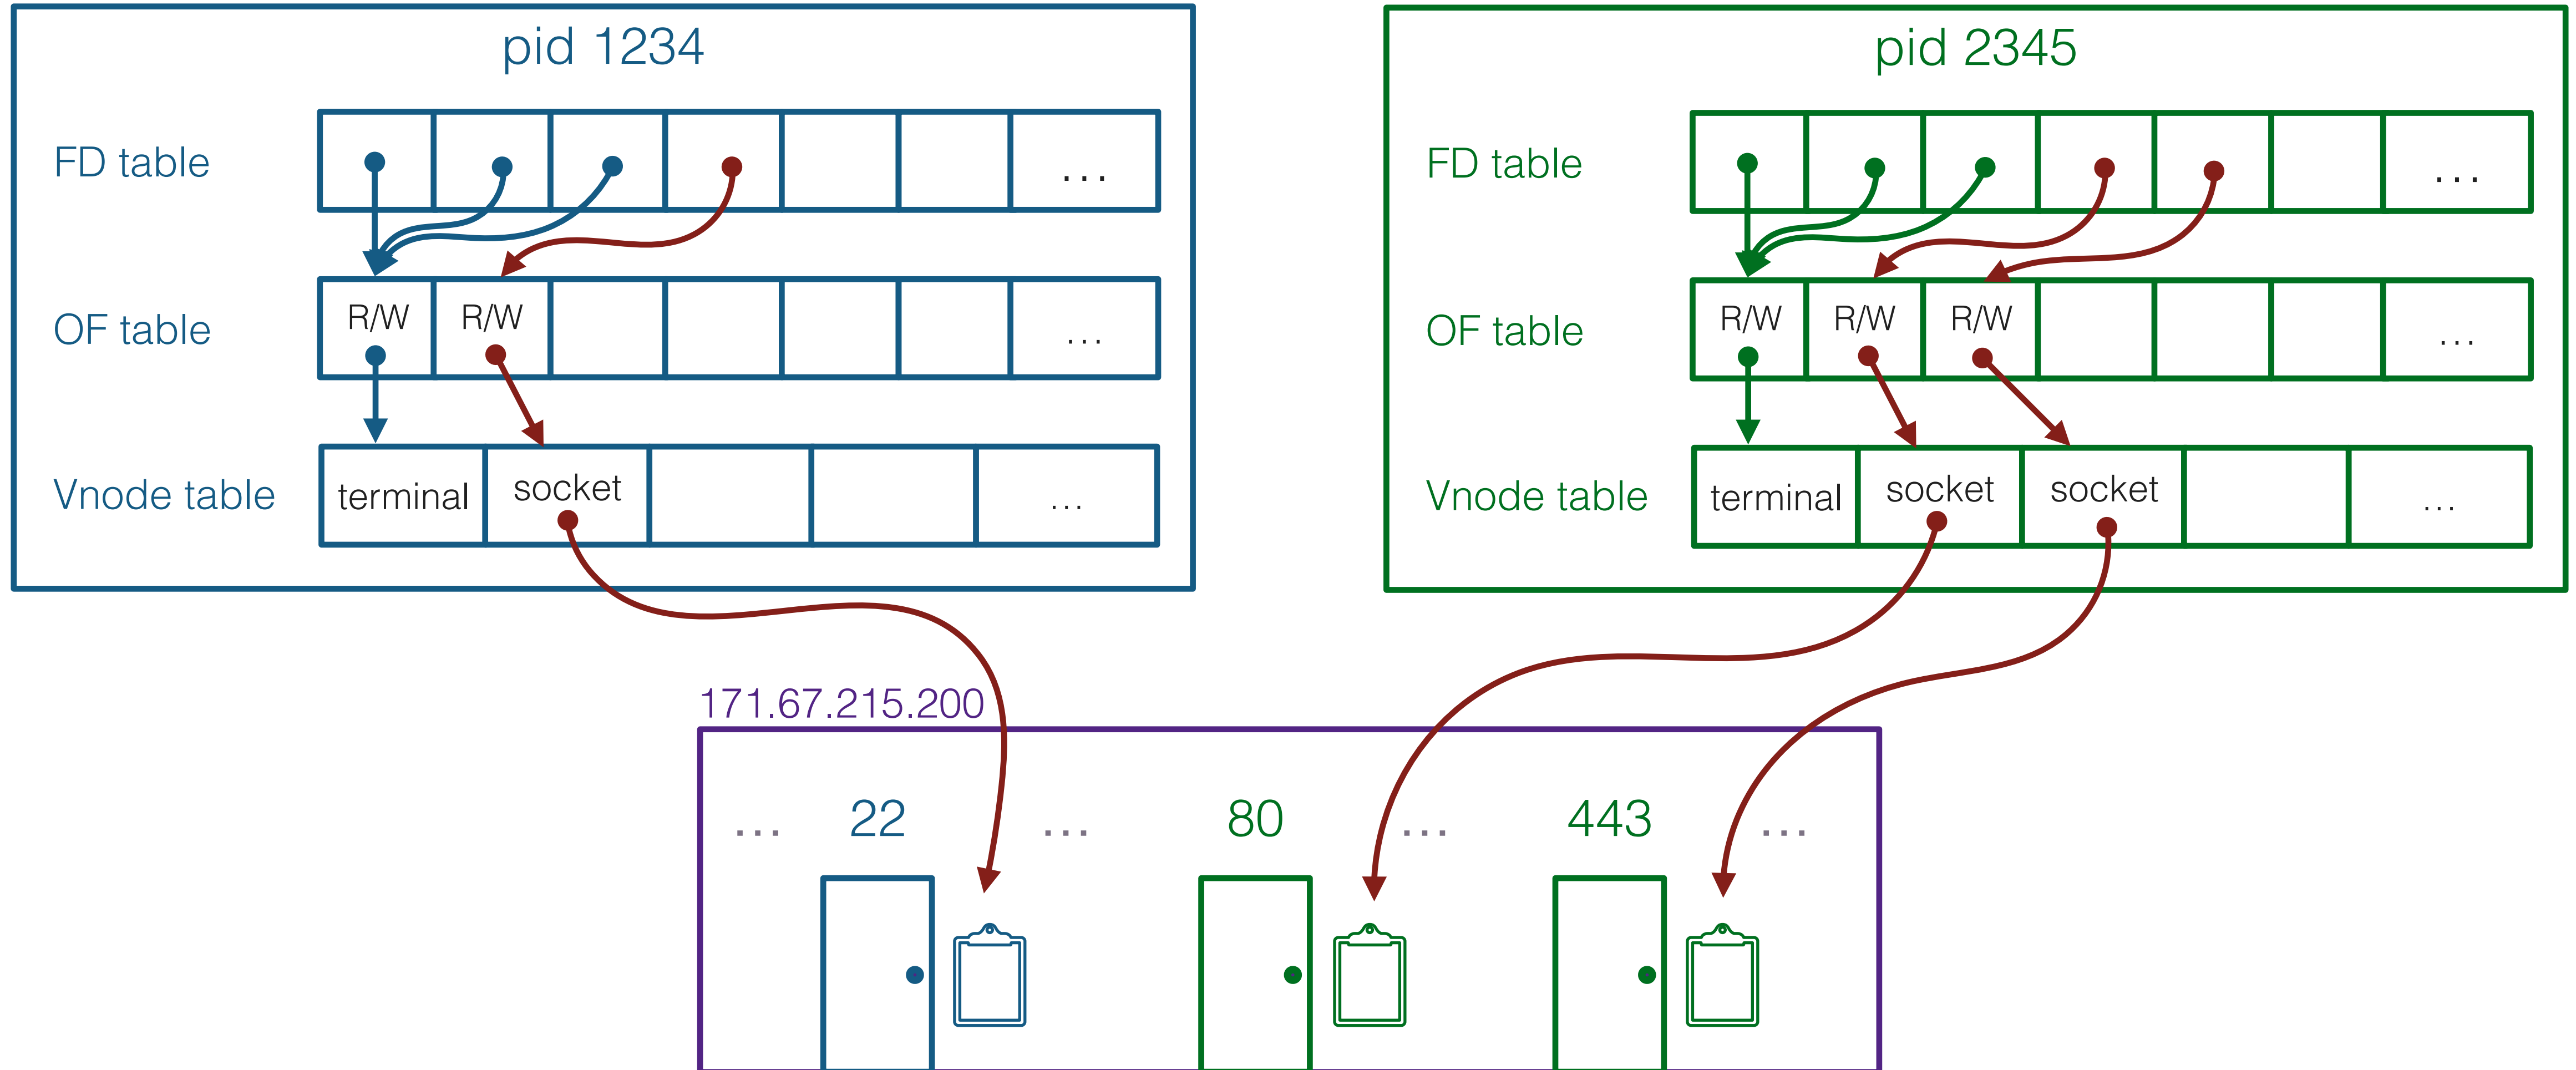 pid 1234
FD table
...
OF table
R/W R/W ...
Vnode table
terminal socket ...
pid 2345
FD table
...
OF table
R/W R/W R/W ...
Vnode table
terminal socket socket ...
171.67.215.200
... 22 ... 80 ... 443 ...